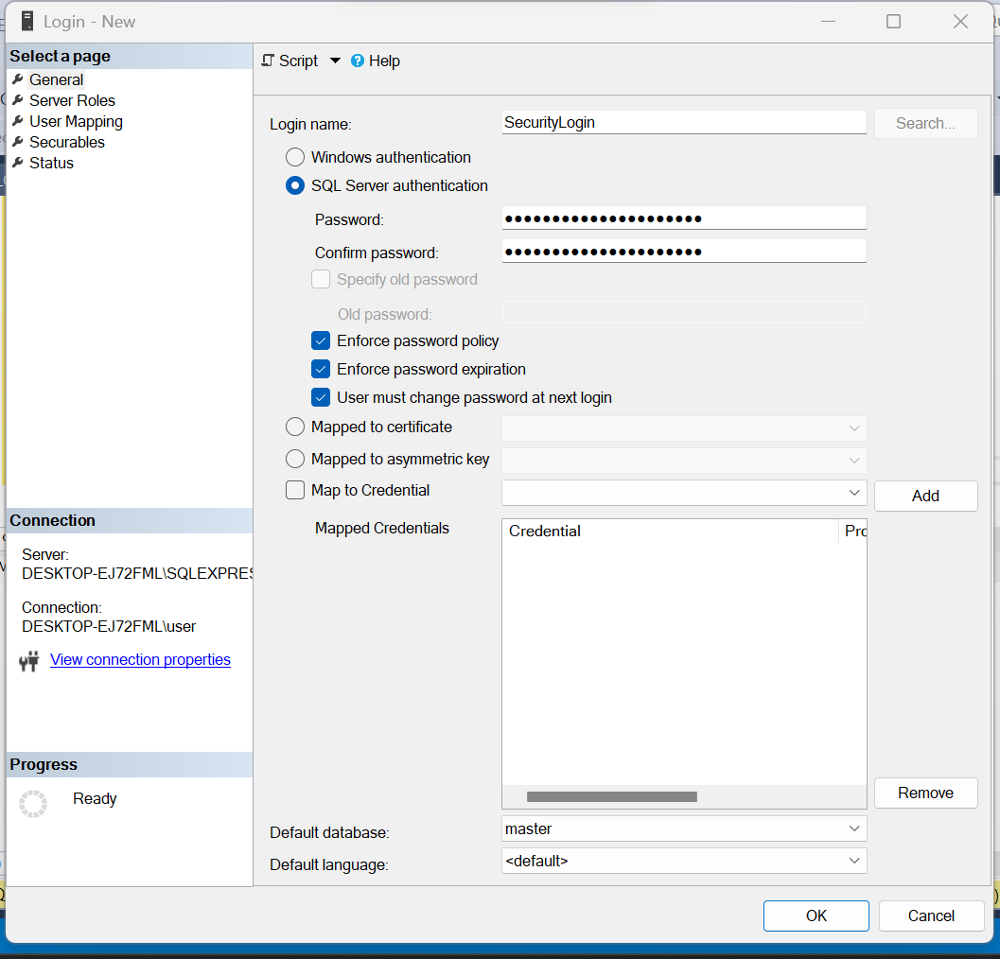 Login - New
Select a page
General
Server Roles
User Mapping
Securables
Status
Connection
Server:
DESKTOP-EJ72FML\SQLEXPRES
Connection:
DESKTOP-EJ72FML\user
View connection properties
Progress
Ready
Script
Help
Login name:
SecurityLogin
Search...
Windows authentication
SQL Server authentication
Password:
●●●●●●●●●●●●●●●●●●●●●
Confirm password:
●●●●●●●●●●●●●●●●●●●●●
Specify old password
Old password:
Enforce password policy
Enforce password expiration
User must change password at next login
Mapped to certificate
Mapped to asymmetric key
Map to Credential
Add
Mapped Credentials
Credential
Pro
Remove
Default database:
master
Default language:
<default>
OK
Cancel